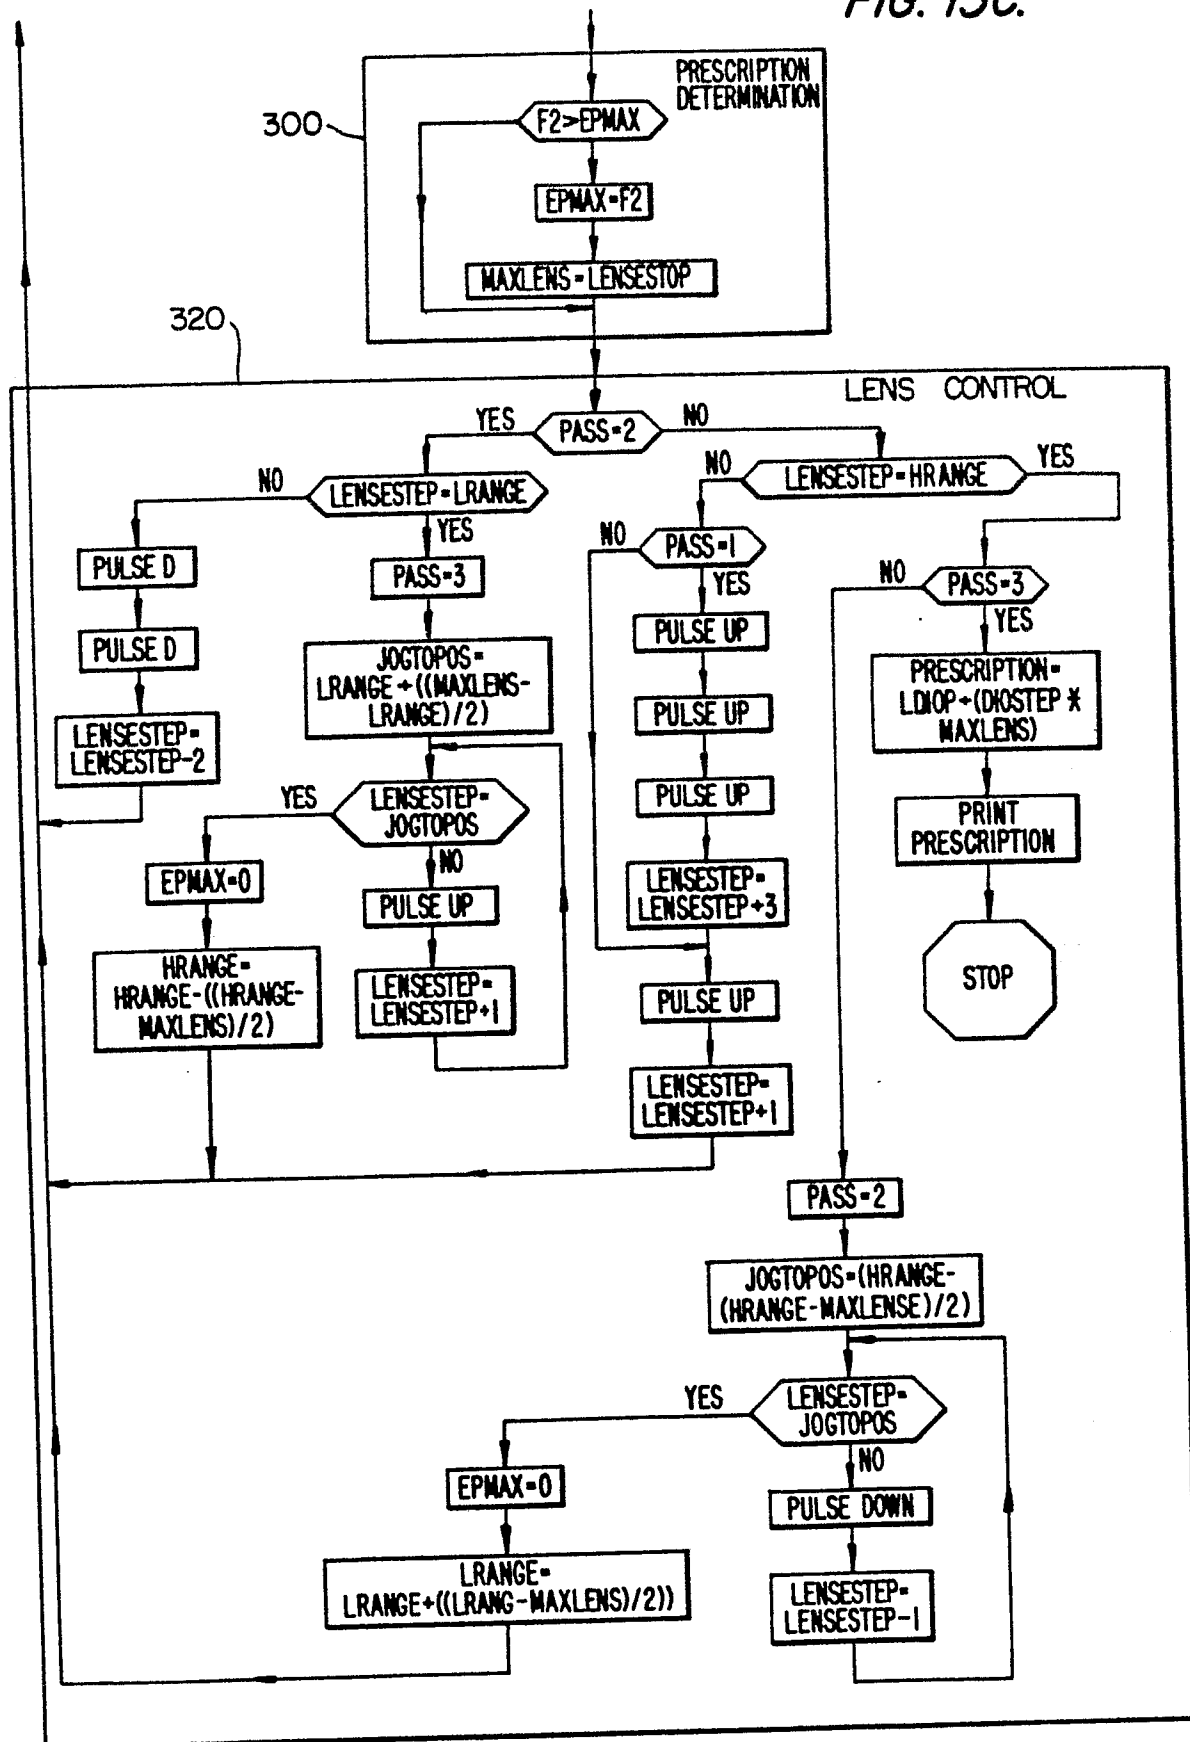 FIG. 13C.
PRESCRIPTION
DETERMINATION
300
F2>EPMAX
EPMAX=F2
MAXLENS=LENSESTOP
320
LENS CONTROL
YES
PASS=2
NO
NO
LENSESTEP=LRANGE
YES
NO
LENSESTEP=HRANGE
YES
PULSE D
PULSE D
LENSESTEP=
LENSESTEP-2
PASS=3
JOGTOPOS=
LRANGE+((MAXLENS-
LRANGE)/2)
YES
LENSESTEP=
JOGTOPOS
NO
EPMAX=0
HRANGE=
HRANGE-((HRANGE-
MAXLENS)/2)
PULSE UP
LENSESTEP=
LENSESTEP+1
NO
PASS=1
YES
PULSE UP
PULSE UP
PULSE UP
LENSESTEP=
LENSESTEP+3
PULSE UP
LENSESTEP=
LENSESTEP+1
NO
PASS=3
YES
PRESCRIPTION=
LDIOP+(DIOSTEP *
MAXLENS)
PRINT
PRESCRIPTION
STOP
PASS=2
JOGTOPOS=(HRANGE-
(HRANGE-MAXLENSE)/2)
YES
LENSESTEP=
JOGTOPOS
NO
EPMAX=0
PULSE DOWN
LRANGE=
LRANGE+((LRANG-MAXLENS)/2))
LENSESTEP=
LENSESTEP-1